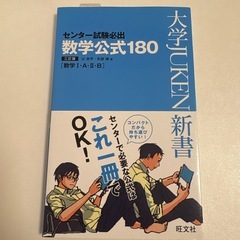 大学JUKEN新書
センター試験必出
数学公式180
三訂版
[数学Ⅰ・A・Ⅱ・B]
コンパクト
だから
持ち運び
やすい!
センターで必要な公式は
これ一冊で
OK!
旺文社